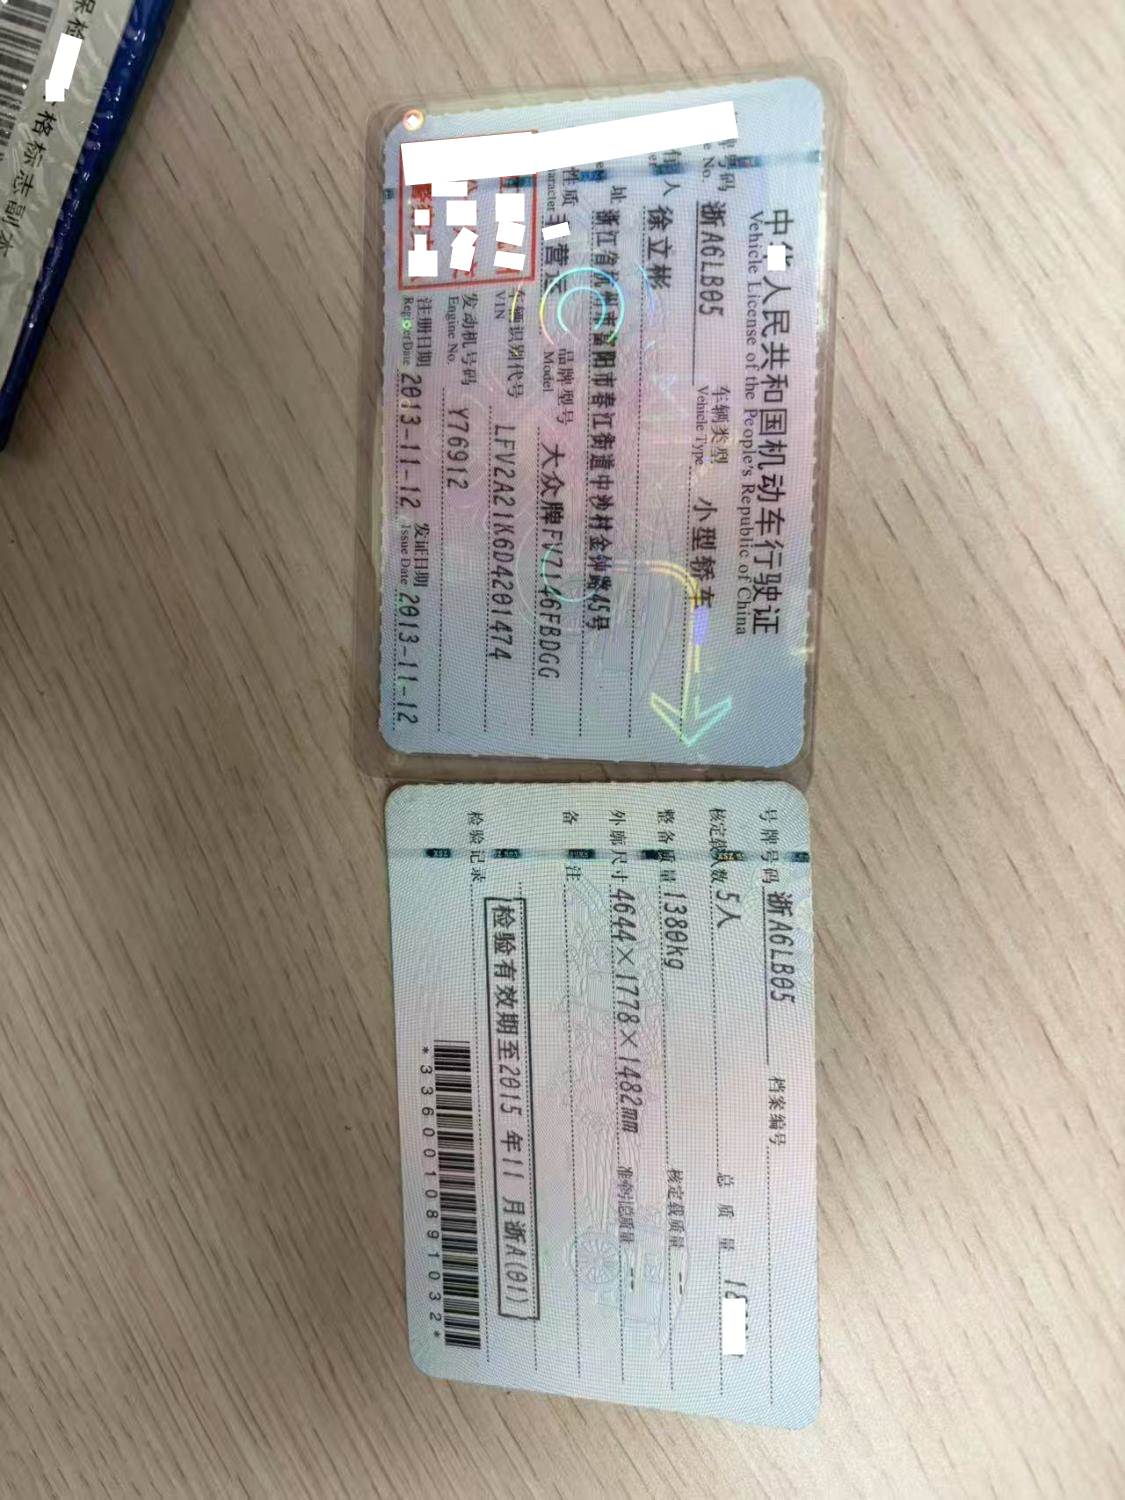 中 人民共和国机动车行驶证
Vehicle License of the People's Republic of China
号码 浙A6LB05 车辆类型 小型轿车
e No. Vehicle Type
有 人 徐立彬
址 浙江省杭州市富阳市春江街道中沙村金钟路45号
性质 营运 品牌型号 大众牌FV7146FBDGG
aracter Model
车辆识别代号 LFV2A21K6D4201474
VIN
发动机号码 Y76912
Engine No.
注册日期 2013-11-12 发证日期 2013-11-12
Register Date Issue Date
号牌号码 浙A6LB05 档案编号
核定载人数 5人 总质量
整备质量 1380kg 核定载质量 --
外廓尺寸 4644×1778×1482mm 准牵引总质量 --
备注
检验记录 检验有效期至2015年11月浙A(01)
*3360010891032*
格标志副本